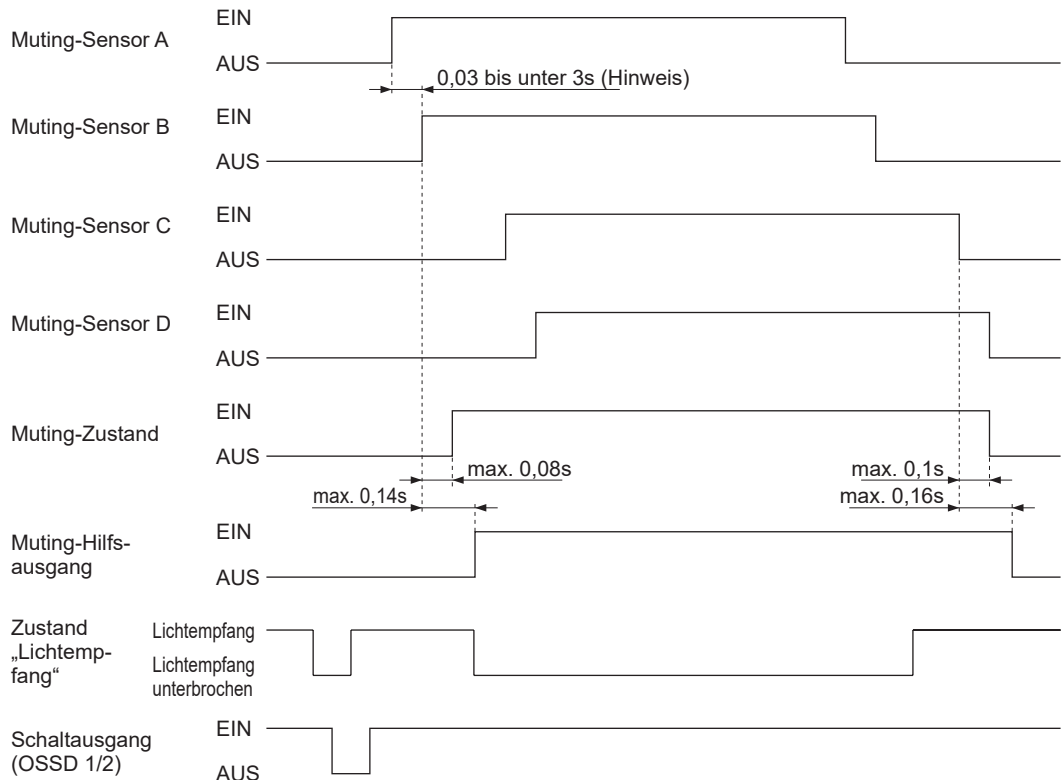 EIN
Muting-Sensor A
AUS
0,03 bis unter 3s (Hinweis)
EIN
Muting-Sensor B
AUS
EIN
Muting-Sensor C
AUS
EIN
Muting-Sensor D
AUS
EIN
Muting-Zustand
AUS
max. 0,08s
max. 0,1s
max. 0,14s
max. 0,16s
EIN
Muting-Hilfs-
ausgang
AUS
Zustand
„Lichtemp-
fang“
Lichtempfang
Lichtempfang
unterbrochen
EIN
Schaltausgang
(OSSD 1/2)
AUS